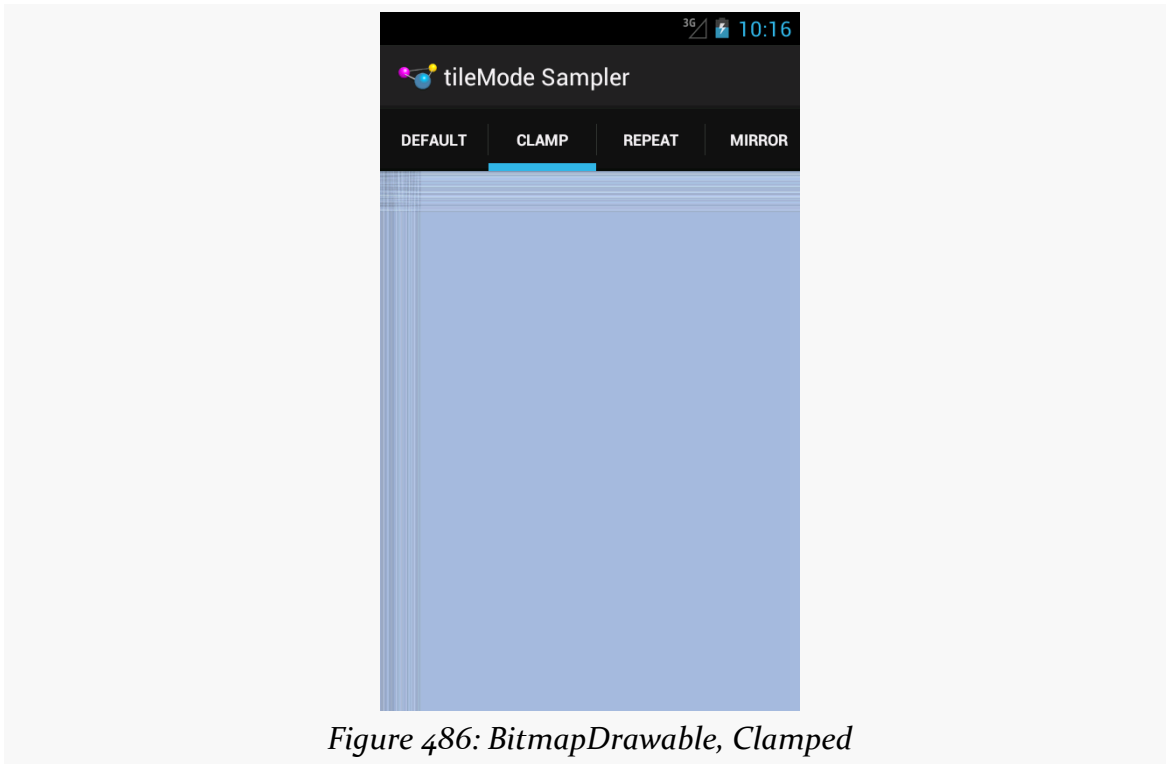 3G 10:16
tileMode Sampler
DEFAULT CLAMP REPEAT MIRROR
Figure 486: BitmapDrawable, Clamped